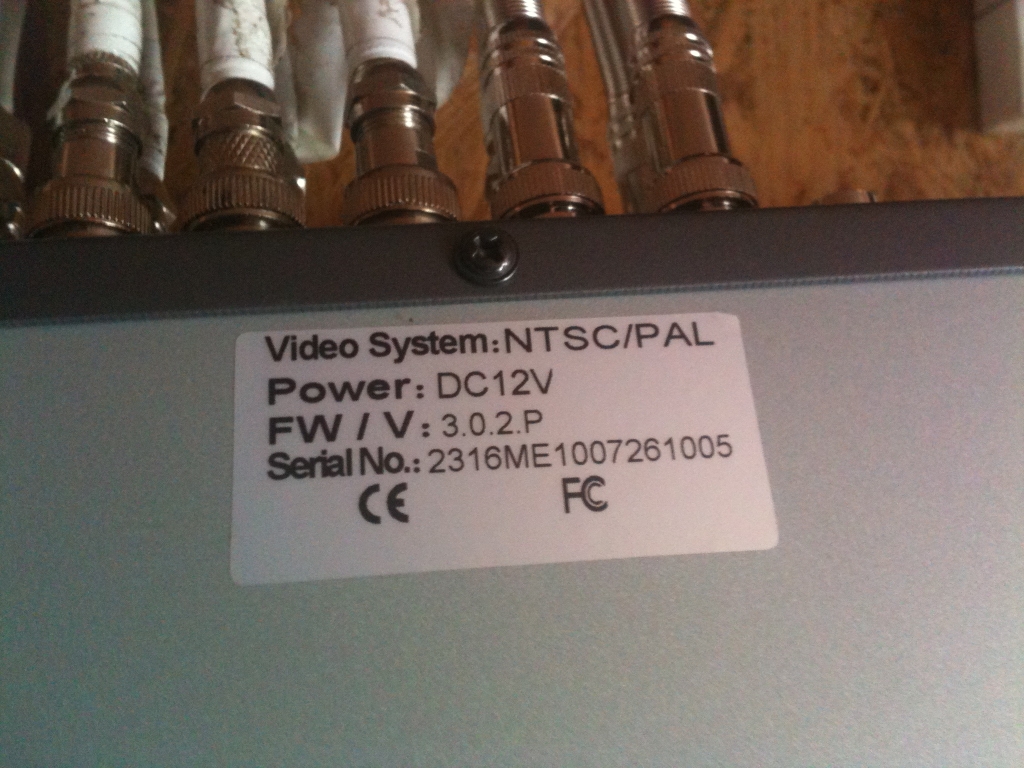 Video System: NTSC/PAL
Power: DC12V
FW / V: 3.0.2.P
Serial No.: 2316ME1007261005
CE FC